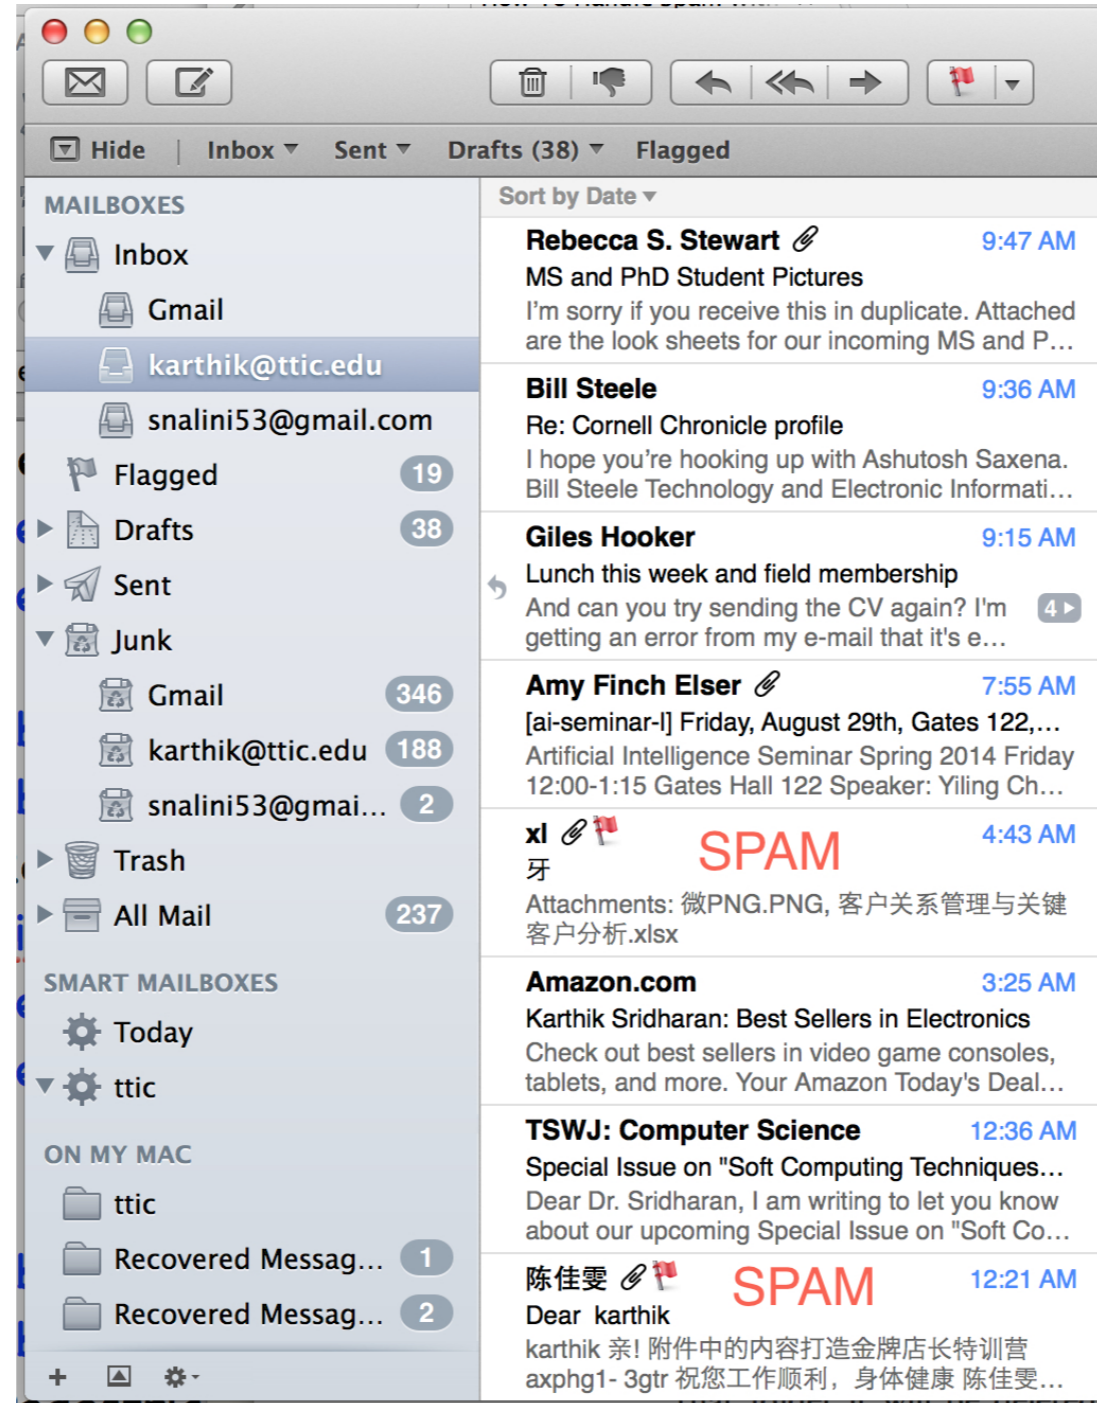 Hide
Inbox
Sent
Drafts (38)
Flagged
MAILBOXES
Inbox
Gmail
karthik@ttic.edu
snalini53@gmail.com
Flagged 19
Drafts 38
Sent
Junk
Gmail 346
karthik@ttic.edu 188
snalini53@gmai... 2
Trash
All Mail 237
SMART MAILBOXES
Today
ttic
ON MY MAC
ttic
Recovered Messag... 1
Recovered Messag... 2
Sort by Date
Rebecca S. Stewart 9:47 AM
MS and PhD Student Pictures
I'm sorry if you receive this in duplicate. Attached
are the look sheets for our incoming MS and P...
Bill Steele 9:36 AM
Re: Cornell Chronicle profile
I hope you're hooking up with Ashutosh Saxena.
Bill Steele Technology and Electronic Informati...
Giles Hooker 9:15 AM
Lunch this week and field membership
And can you try sending the CV again? I'm 4
getting an error from my e-mail that it's e...
Amy Finch Elser 7:55 AM
[ai-seminar-l] Friday, August 29th, Gates 122,...
Artificial Intelligence Seminar Spring 2014 Friday
12:00-1:15 Gates Hall 122 Speaker: Yiling Ch...
xl SPAM 4:43 AM
牙
Attachments: 微PNG.PNG, 客户关系管理与关键
客户分析.xlsx
Amazon.com 3:25 AM
Karthik Sridharan: Best Sellers in Electronics
Check out best sellers in video game consoles,
tablets, and more. Your Amazon Today's Deal...
TSWJ: Computer Science 12:36 AM
Special Issue on "Soft Computing Techniques...
Dear Dr. Sridharan, I am writing to let you know
about our upcoming Special Issue on "Soft Co...
陈佳雯 SPAM 12:21 AM
Dear karthik
karthik 亲! 附件中的内容打造金牌店长特训营
axphg1- 3gtr 祝您工作顺利，身体健康 陈佳雯...